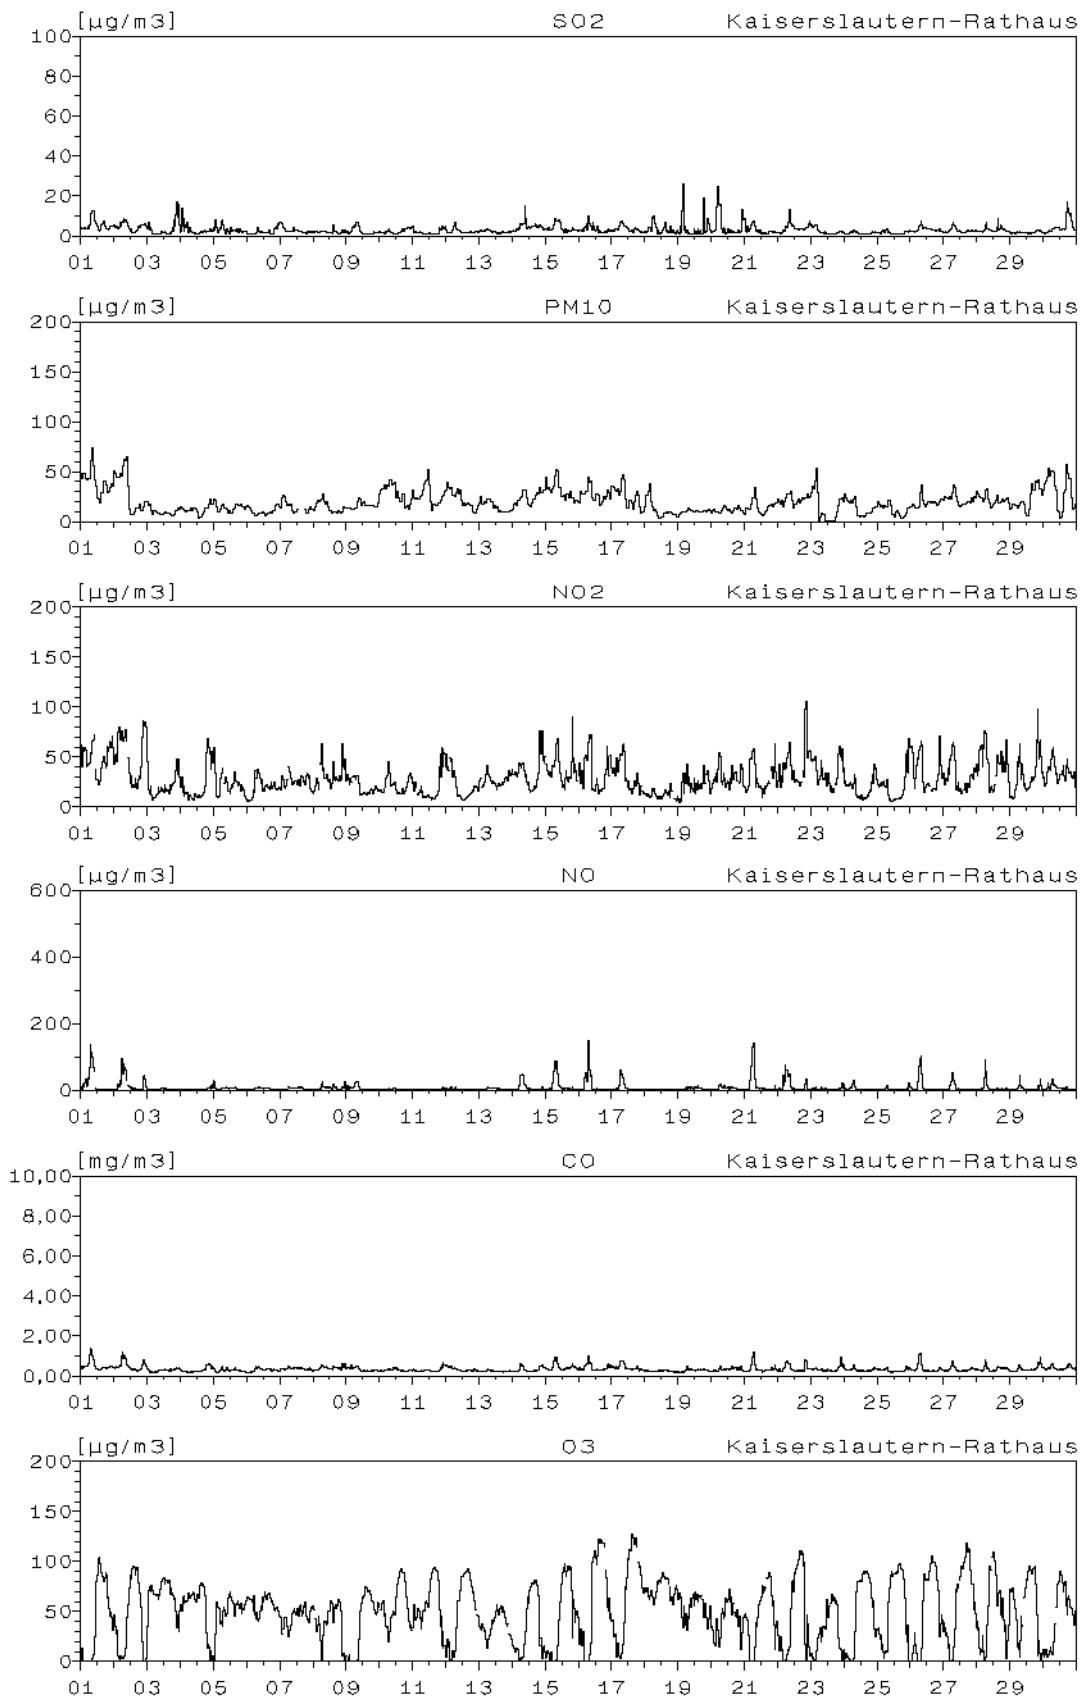 [µg/m3] SO2 Kaiserslautern-Rathaus
100
80
60
40
20
0
01 03 05 07 09 11 13 15 17 19 21 23 25 27 29
[µg/m3] PM10 Kaiserslautern-Rathaus
200
150
100
50
0
01 03 05 07 09 11 13 15 17 19 21 23 25 27 29
[µg/m3] NO2 Kaiserslautern-Rathaus
200
150
100
50
0
01 03 05 07 09 11 13 15 17 19 21 23 25 27 29
[µg/m3] NO Kaiserslautern-Rathaus
600
400
200
0
01 03 05 07 09 11 13 15 17 19 21 23 25 27 29
[mg/m3] CO Kaiserslautern-Rathaus
10,00
8,00
6,00
4,00
2,00
0,00
01 03 05 07 09 11 13 15 17 19 21 23 25 27 29
[µg/m3] O3 Kaiserslautern-Rathaus
200
150
100
50
0
01 03 05 07 09 11 13 15 17 19 21 23 25 27 29